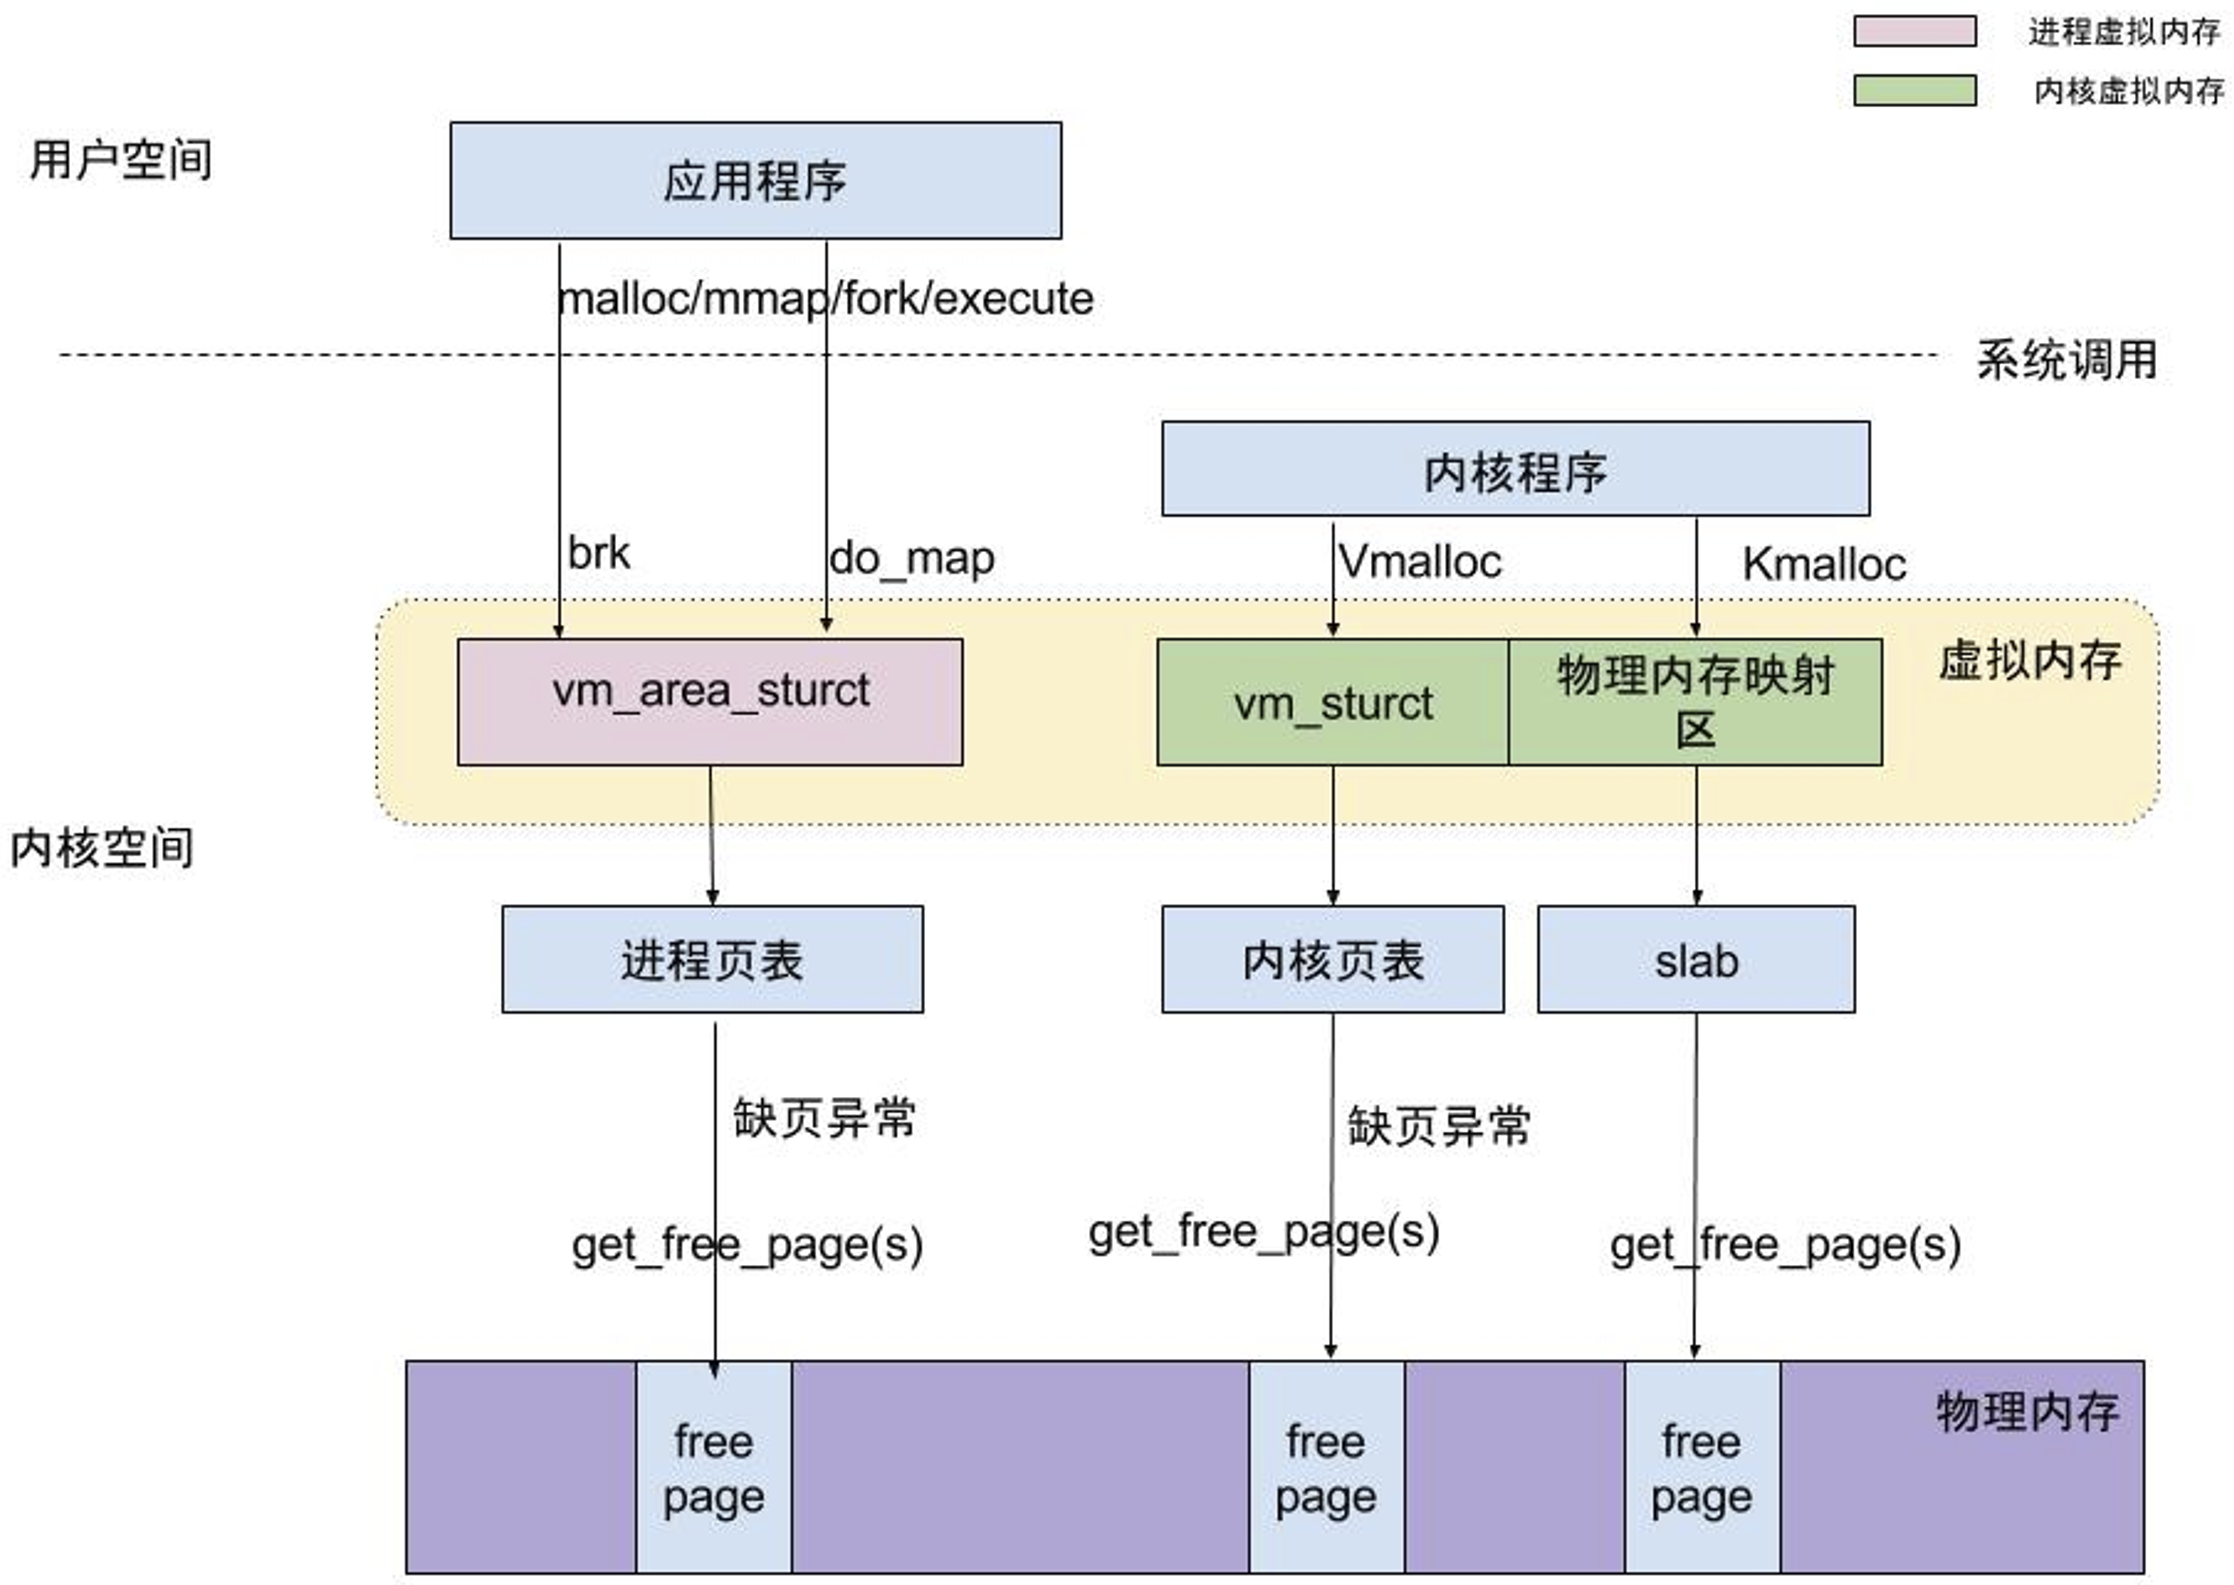 进程虚拟内存
内核虚拟内存
用户空间
应用程序
malloc/mmap/fork/execute
系统调用
内核程序
brk
do_map
Vmalloc
Kmalloc
vm_area_sturct
vm_sturct
物理内存映射
区
虚拟内存
内核空间
进程页表
内核页表
slab
缺页异常
缺页异常
get_free_page(s)
get_free_page(s)
get_free_page(s)
物理内存
free
page
free
page
free
page